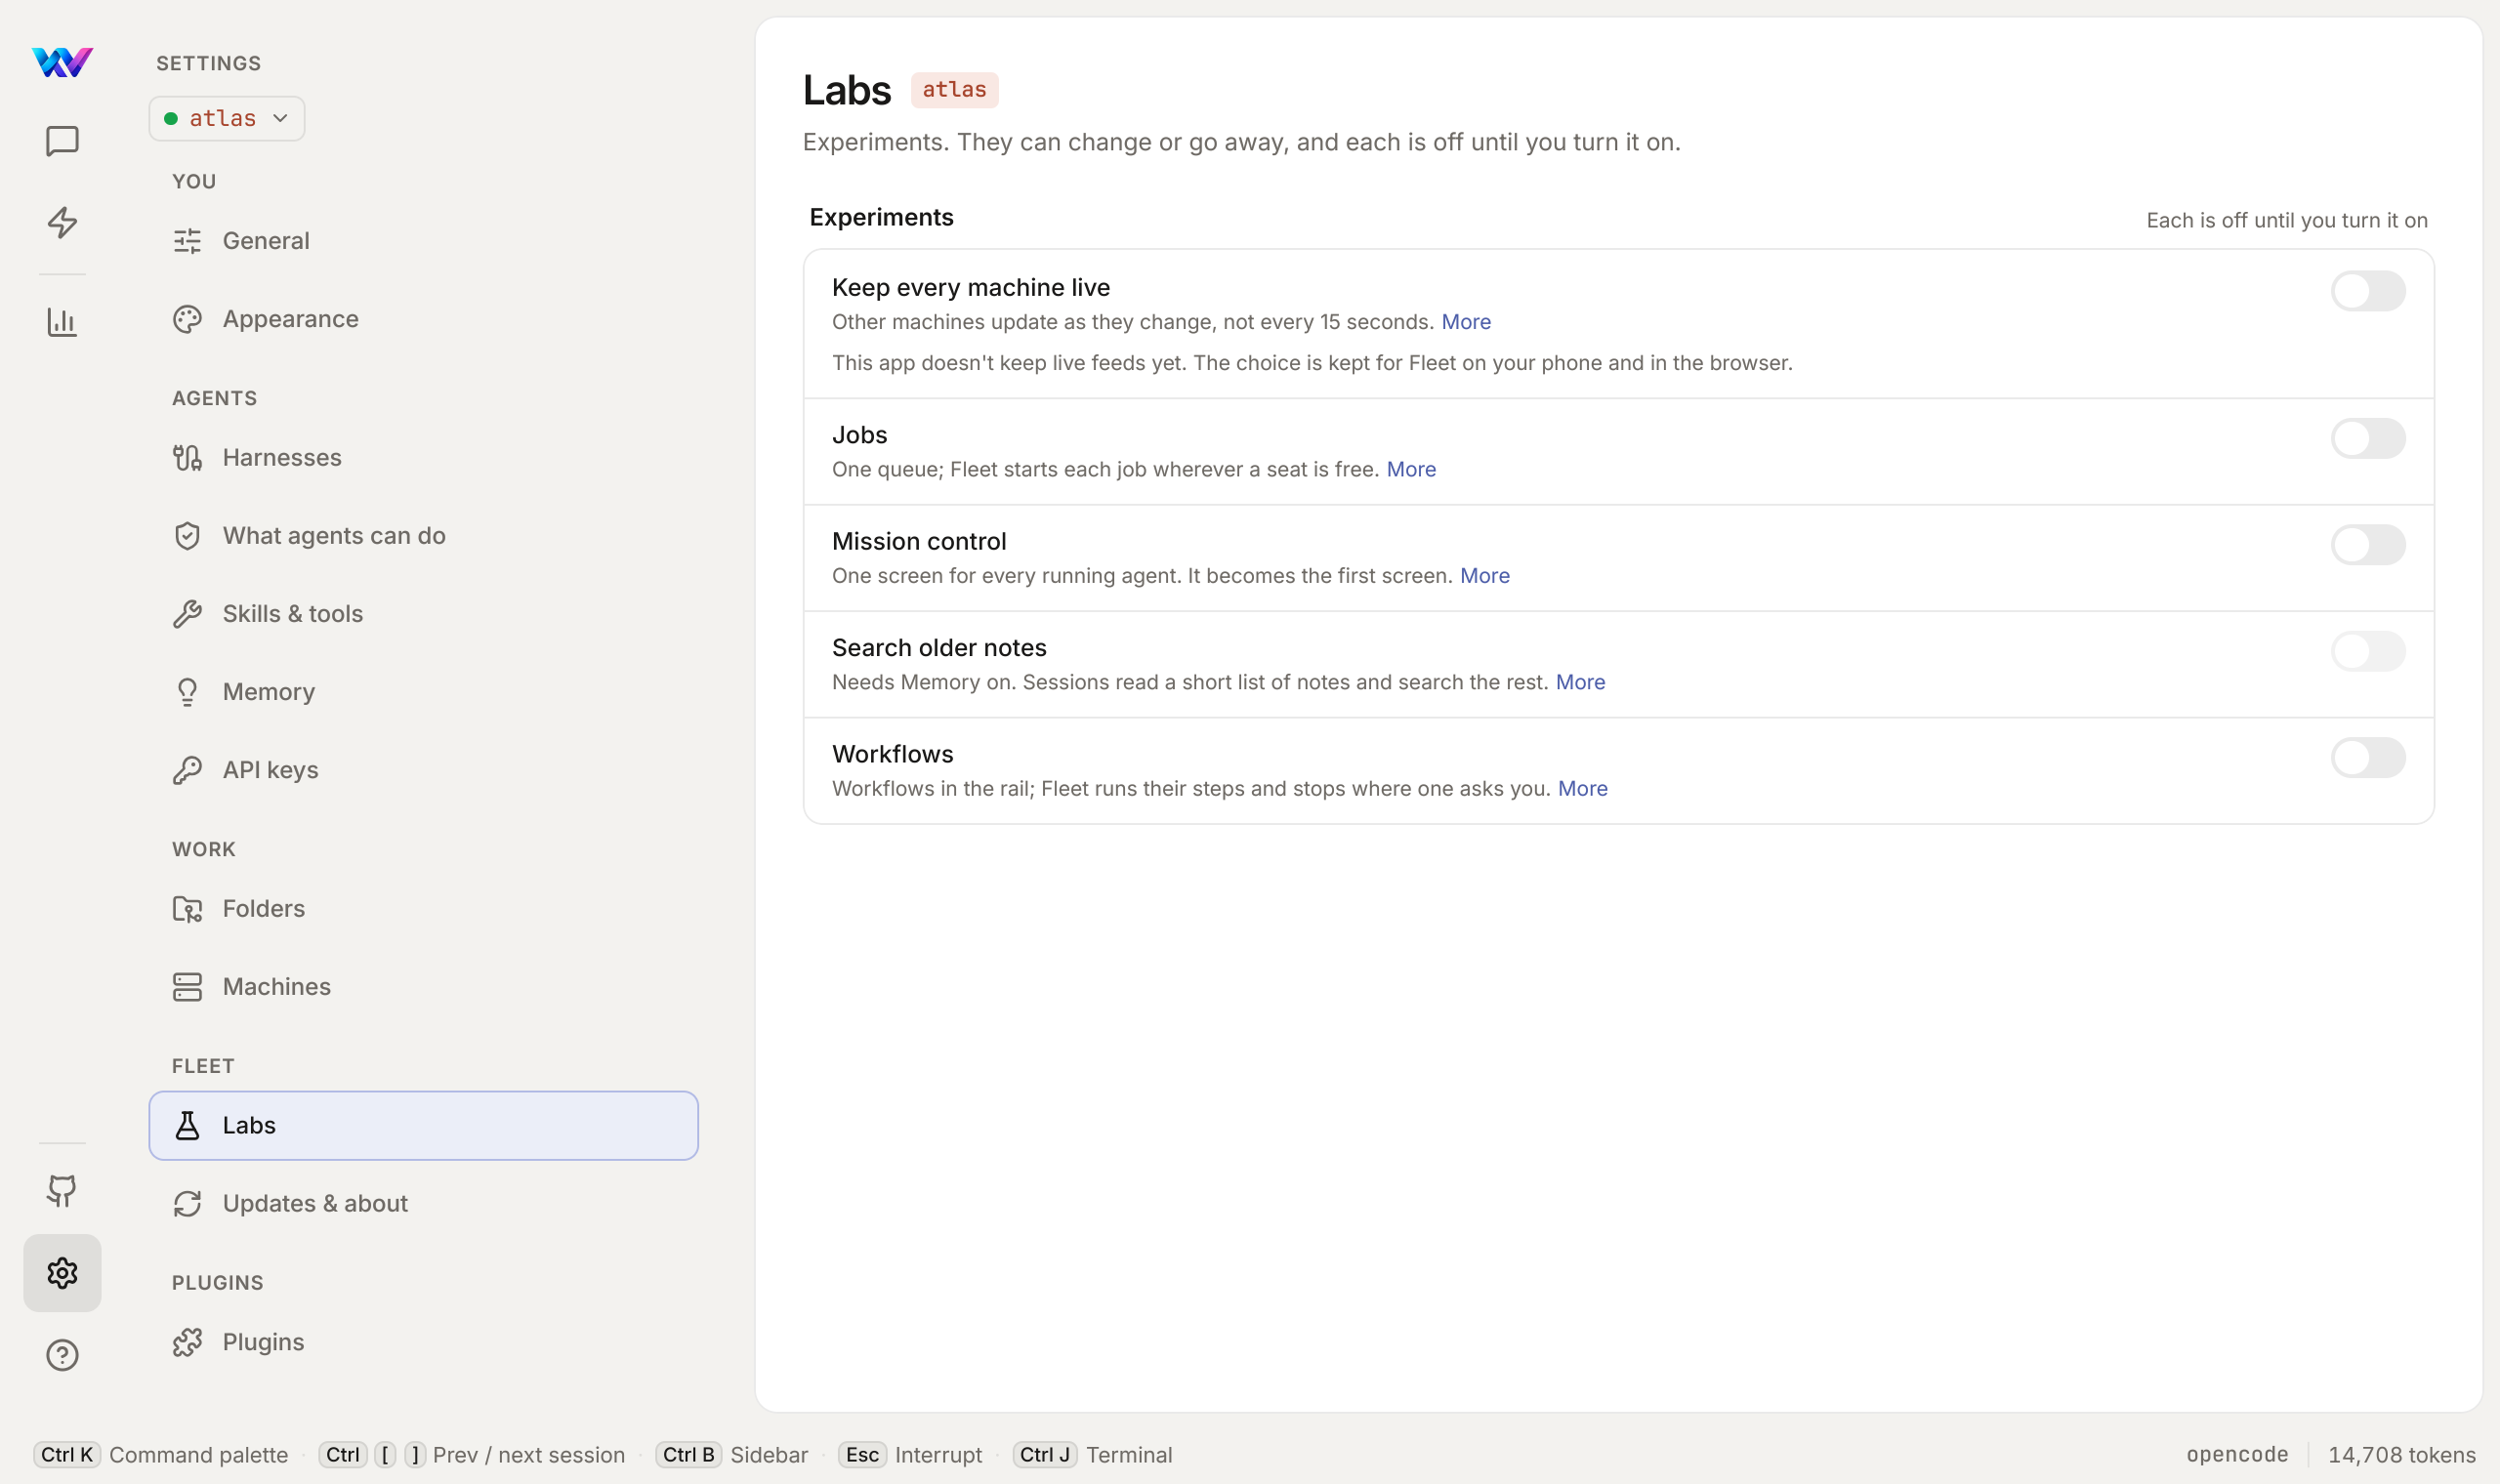 SETTINGS
atlas
YOU
General
Appearance
AGENTS
Harnesses
What agents can do
Skills & tools
Memory
API keys
WORK
Folders
Machines
FLEET
Labs
Updates & about
PLUGINS
Plugins
Labs atlas
Experiments. They can change or go away, and each is off until you turn it on.
Experiments Each is off until you turn it on
Keep every machine live
Other machines update as they change, not every 15 seconds. More
This app doesn't keep live feeds yet. The choice is kept for Fleet on your phone and in the browser.
Jobs
One queue; Fleet starts each job wherever a seat is free. More
Mission control
One screen for every running agent. It becomes the first screen. More
Search older notes
Needs Memory on. Sessions read a short list of notes and search the rest. More
Workflows
Workflows in the rail; Fleet runs their steps and stops where one asks you. More
Ctrl K Command palette · Ctrl [ ] Prev / next session · Ctrl B Sidebar · Esc Interrupt · Ctrl J Terminal opencode 14,708 tokens